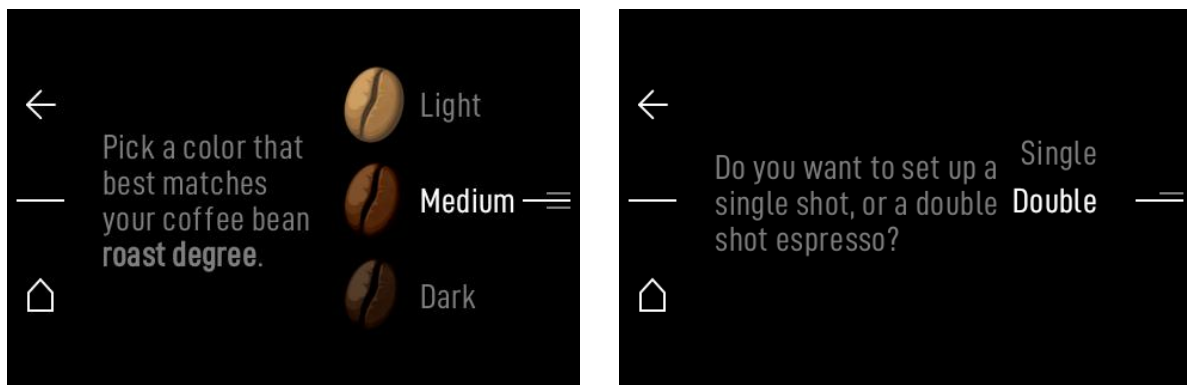 Pick a color that
best matches
your coffee bean
roast degree.
Light
Medium
Dark
Do you want to set up a
single shot, or a double
shot espresso?
Single
Double